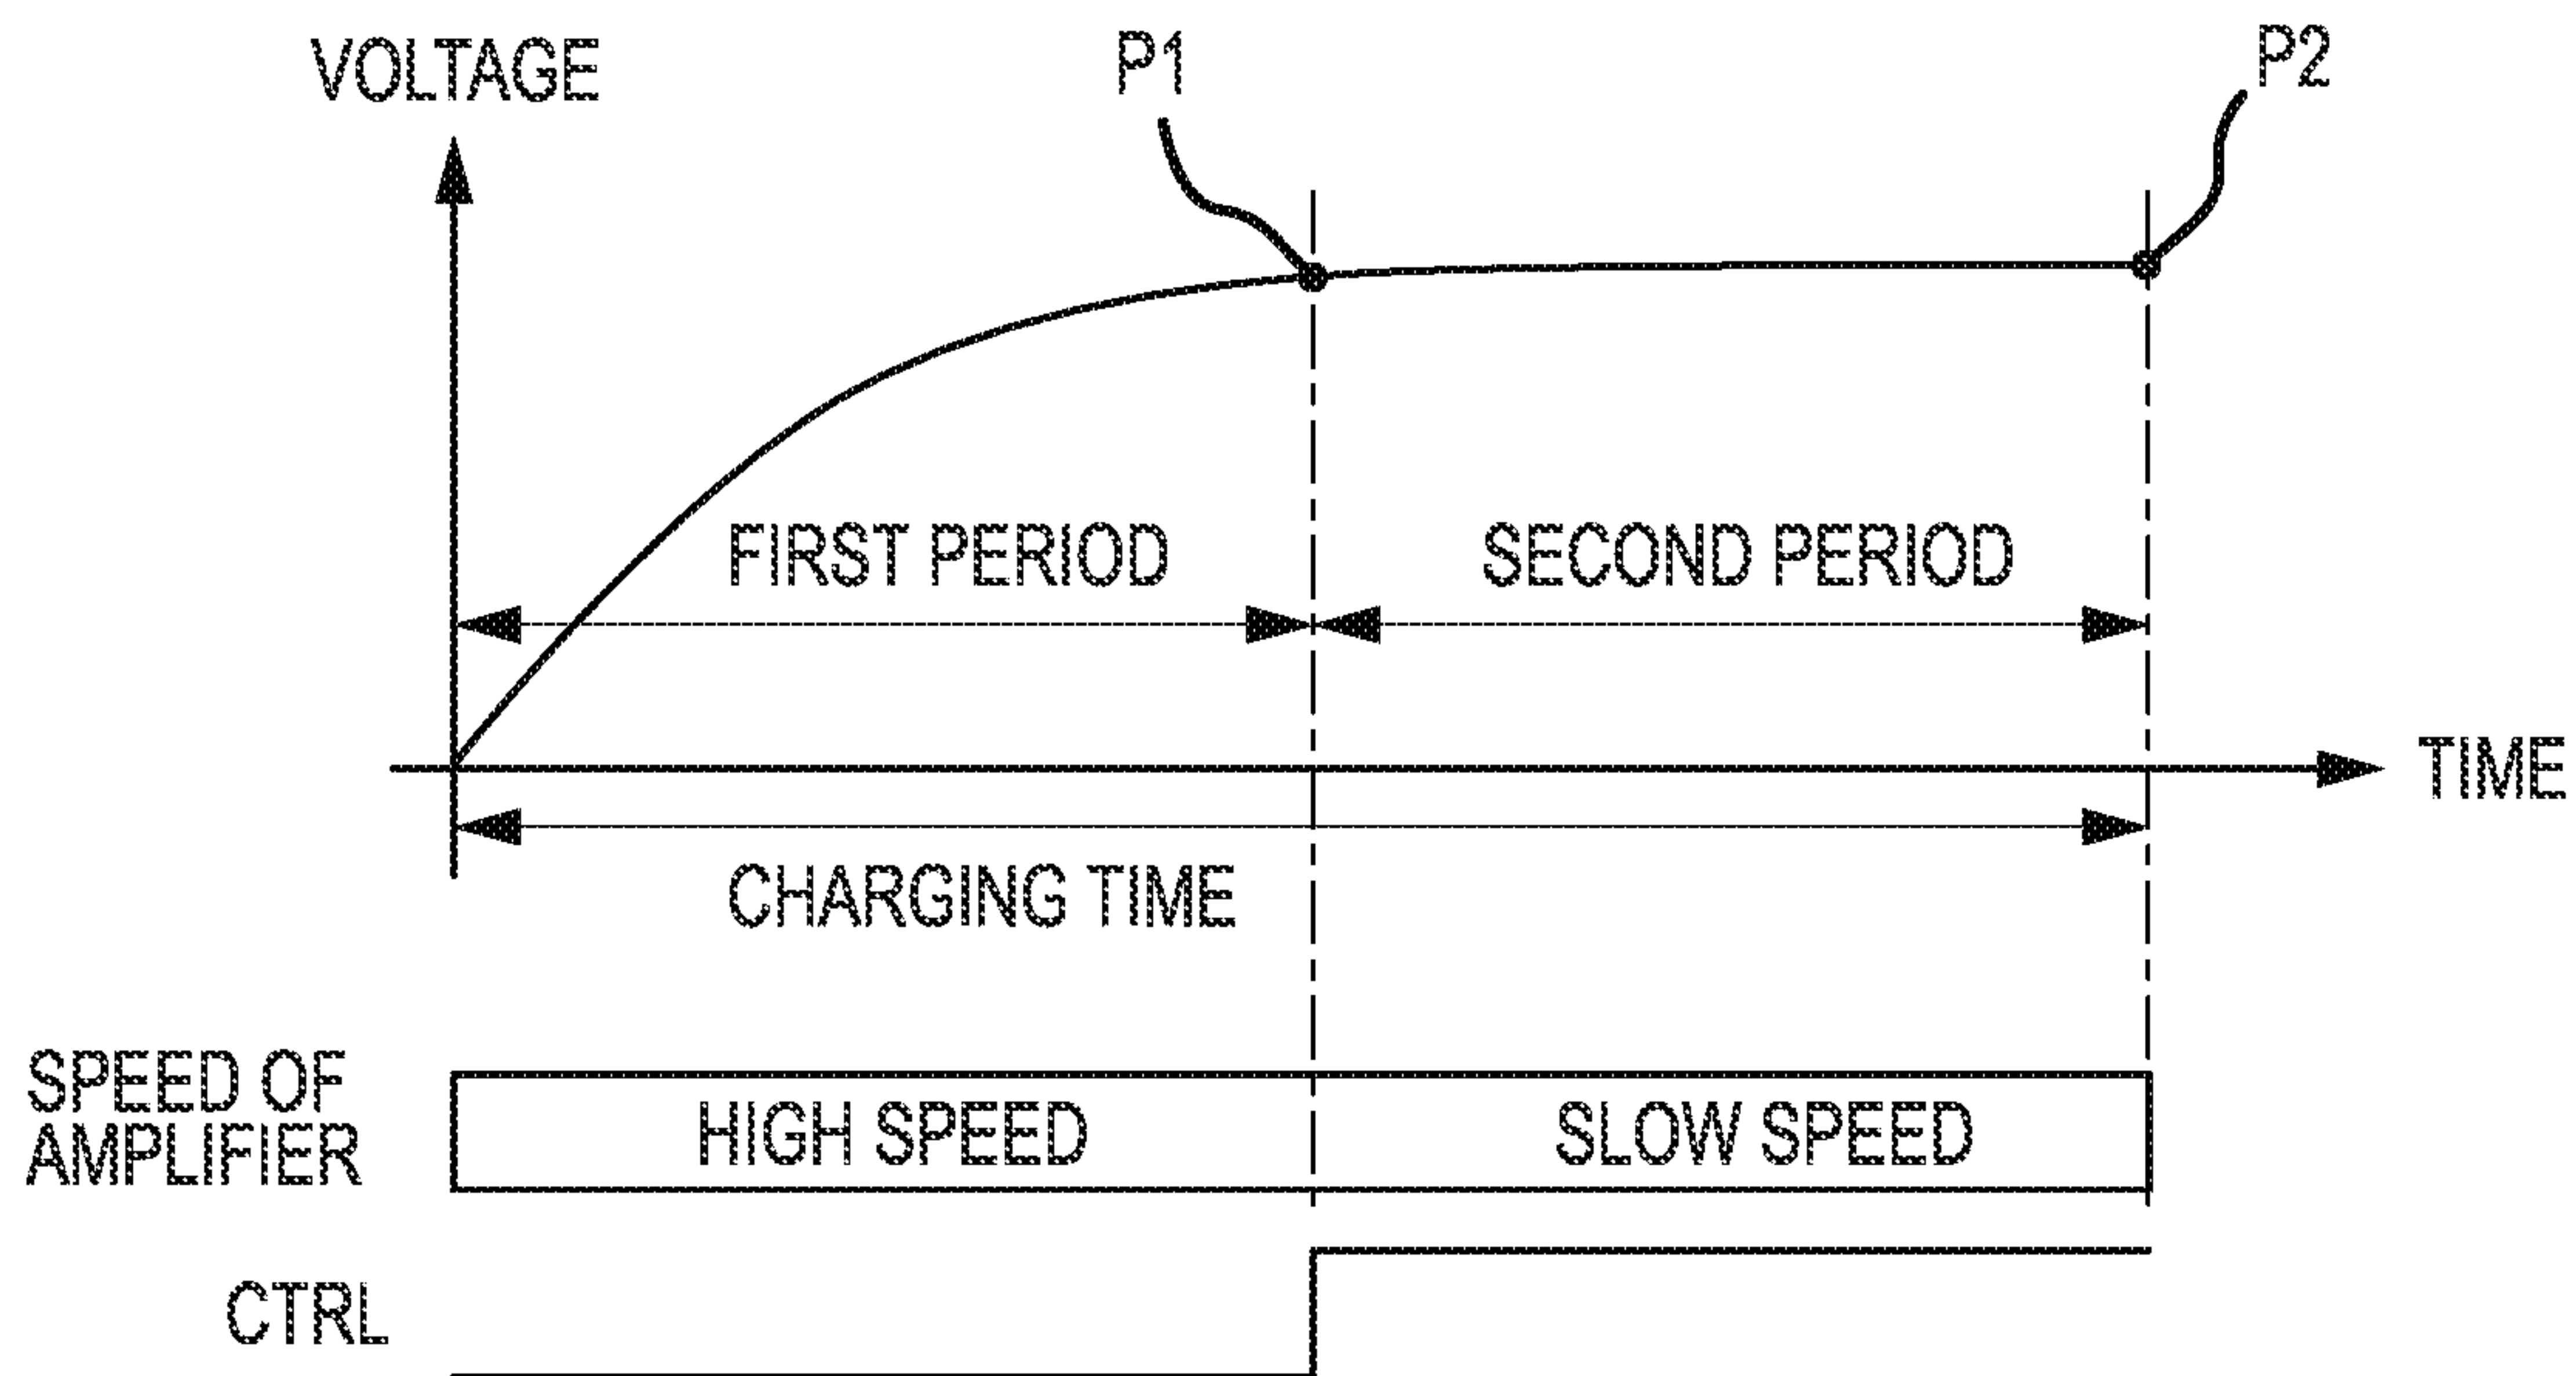 VOLTAGE
P1
P2
FIRST PERIOD
SECOND PERIOD
TIME
CHARGING TIME
SPEED OF
AMPLIFIER
HIGH SPEED
SLOW SPEED
CTRL